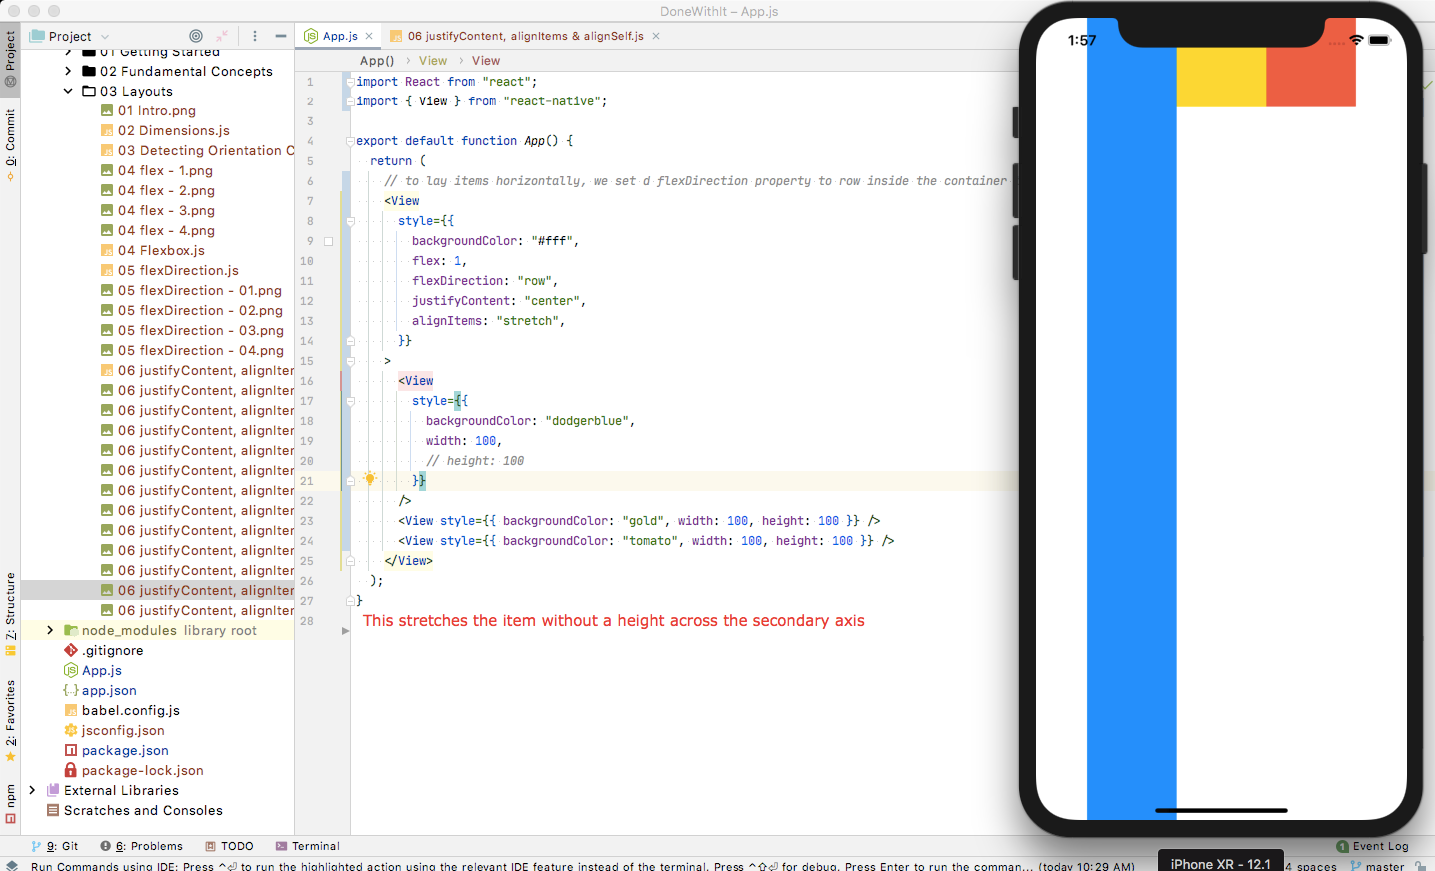 DoneWithIt – App.js
Project
App.js
06 justifyContent, alignItems & alignSelf.js
App()
View
View
Project
0: Commit
7: Structure
2: Favorites
npm
01 Getting Started
02 Fundamental Concepts
03 Layouts
01 Intro.png
02 Dimensions.js
03 Detecting Orientation C
04 flex - 1.png
04 flex - 2.png
04 flex - 3.png
04 flex - 4.png
04 Flexbox.js
05 flexDirection.js
05 flexDirection - 01.png
05 flexDirection - 02.png
05 flexDirection - 03.png
05 flexDirection - 04.png
06 justifyContent, alignIter
06 justifyContent, alignIter
06 justifyContent, alignIter
06 justifyContent, alignIter
06 justifyContent, alignIter
06 justifyContent, alignIter
06 justifyContent, alignIter
06 justifyContent, alignIter
06 justifyContent, alignIter
06 justifyContent, alignIter
06 justifyContent, alignIter
06 justifyContent, alignIter
06 justifyContent, alignIter
node_modules library root
.gitignore
App.js
app.json
babel.config.js
jsconfig.json
package.json
package-lock.json
External Libraries
Scratches and Consoles
1 import React from "react";
2 import { View } from "react-native";
3
4 export default function App() {
5 return (
6 // to lay items horizontally, we set d flexDirection property to row inside the container
7 <View
8 style={{
9 backgroundColor: "#fff",
10 flex: 1,
11 flexDirection: "row",
12 justifyContent: "center",
13 alignItems: "stretch",
14 }}
15 >
16 <View
17 style={{
18 backgroundColor: "dodgerblue",
19 width: 100,
20 // height: 100
21 }}
22 />
23 <View style={{ backgroundColor: "gold", width: 100, height: 100 }} />
24 <View style={{ backgroundColor: "tomato", width: 100, height: 100 }} />
25 </View>
26 );
27 }
28
This stretches the item without a height across the secondary axis
1:57
iPhone XR - 12.1
9: Git
6: Problems
TODO
Terminal
1 Event Log
Run Commands using IDE: Press ^⏎ to run the highlighted action using the relevant IDE feature instead of the terminal. Press ^⇧⏎ for debug. Press Enter to run the comman... (today 10:29 AM)
4 spaces
master